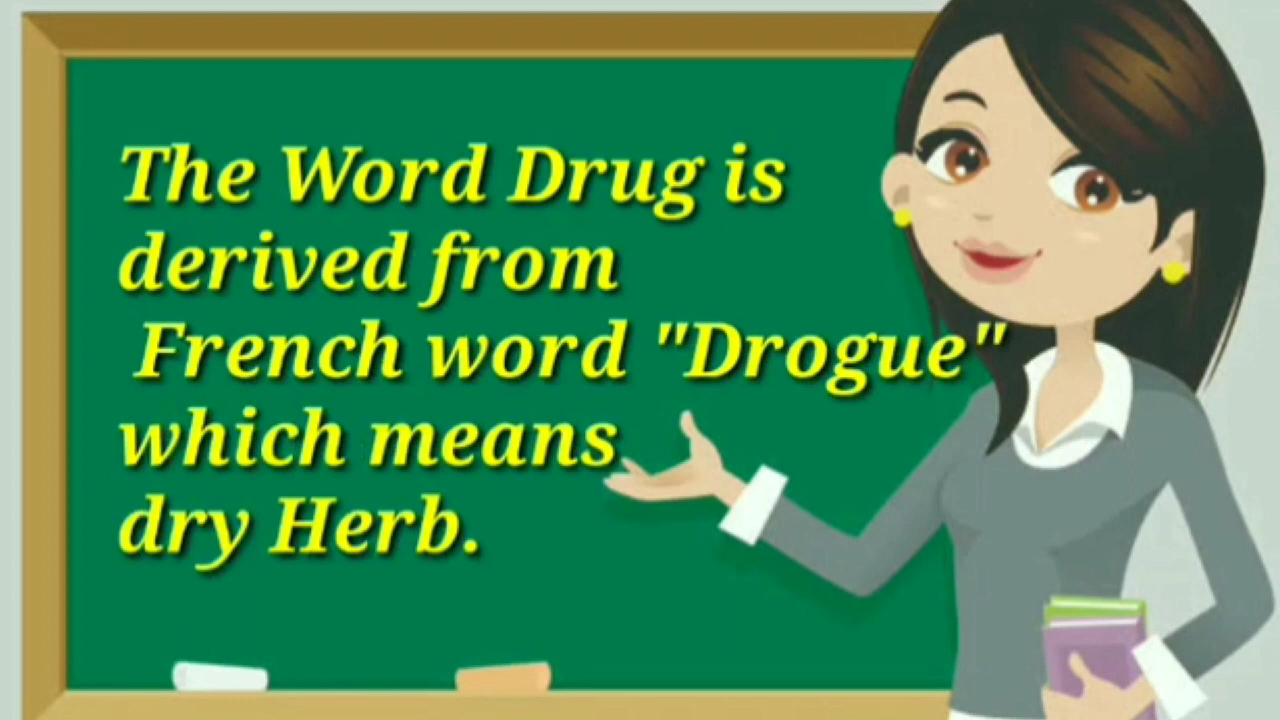 The Word Drug is
derived from
French word "Drogue"
which means
dry Herb.